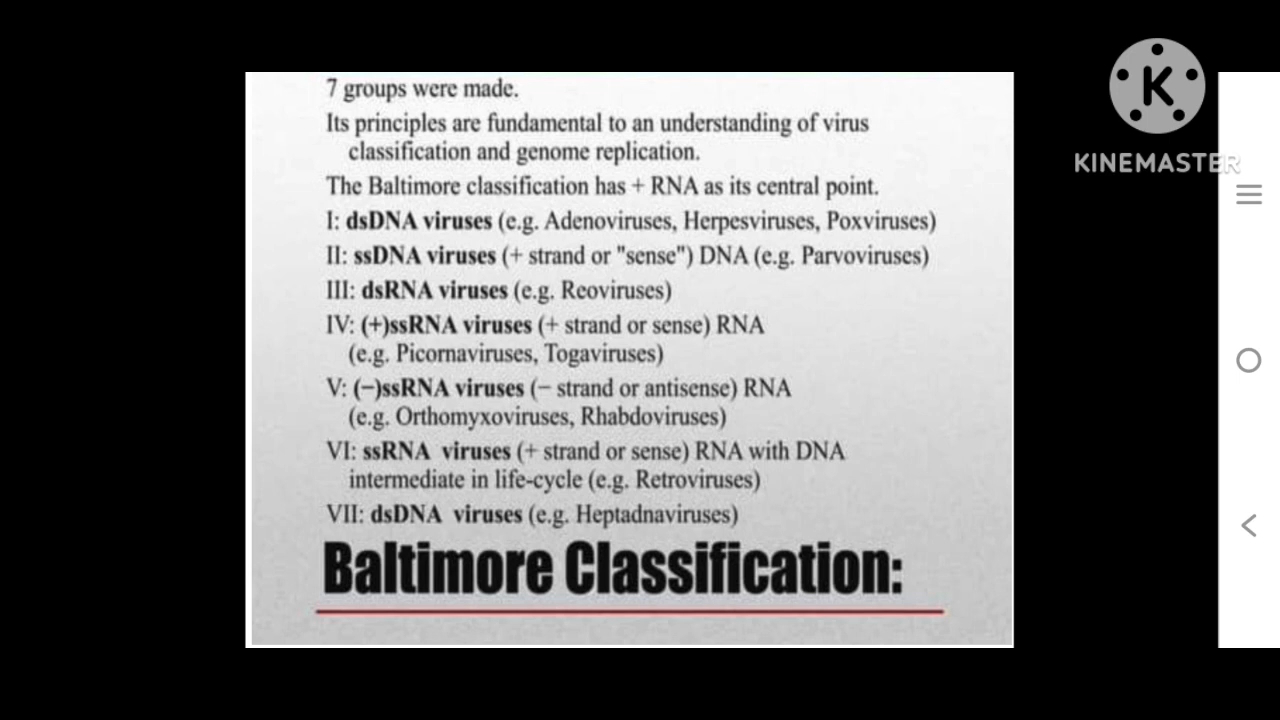 7 groups were made.
Its principles are fundamental to an understanding of virus
classification and genome replication.
The Baltimore classification has + RNA as its central point.
I: dsDNA viruses (e.g. Adenoviruses, Herpesviruses, Poxviruses)
II: ssDNA viruses (+ strand or "sense") DNA (e.g. Parvoviruses)
III: dsRNA viruses (e.g. Reoviruses)
IV: (+)ssRNA viruses (+ strand or sense) RNA
(e.g. Picornaviruses, Togaviruses)
V: (−)ssRNA viruses (− strand or antisense) RNA
(e.g. Orthomyxoviruses, Rhabdoviruses)
VI: ssRNA viruses (+ strand or sense) RNA with DNA
intermediate in life-cycle (e.g. Retroviruses)
VII: dsDNA viruses (e.g. Heptadnaviruses)
Baltimore Classification:
K
KINEMASTER